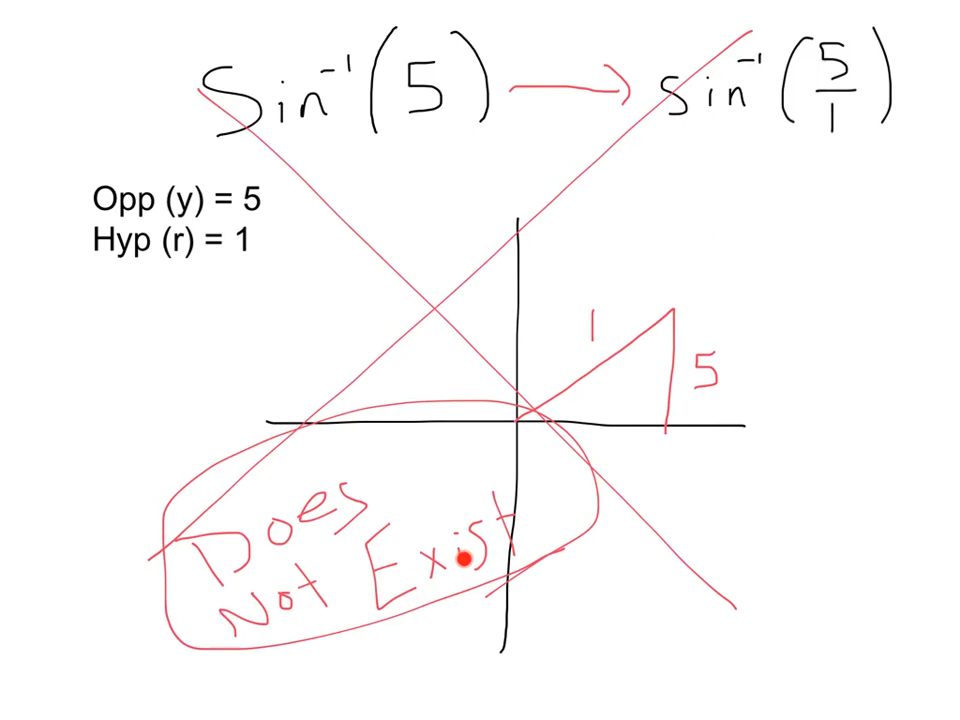 Sin⁻¹(5) → sin⁻¹(5/1)
Opp (y) = 5
Hyp (r) = 1
1
5
Does
Not Exist